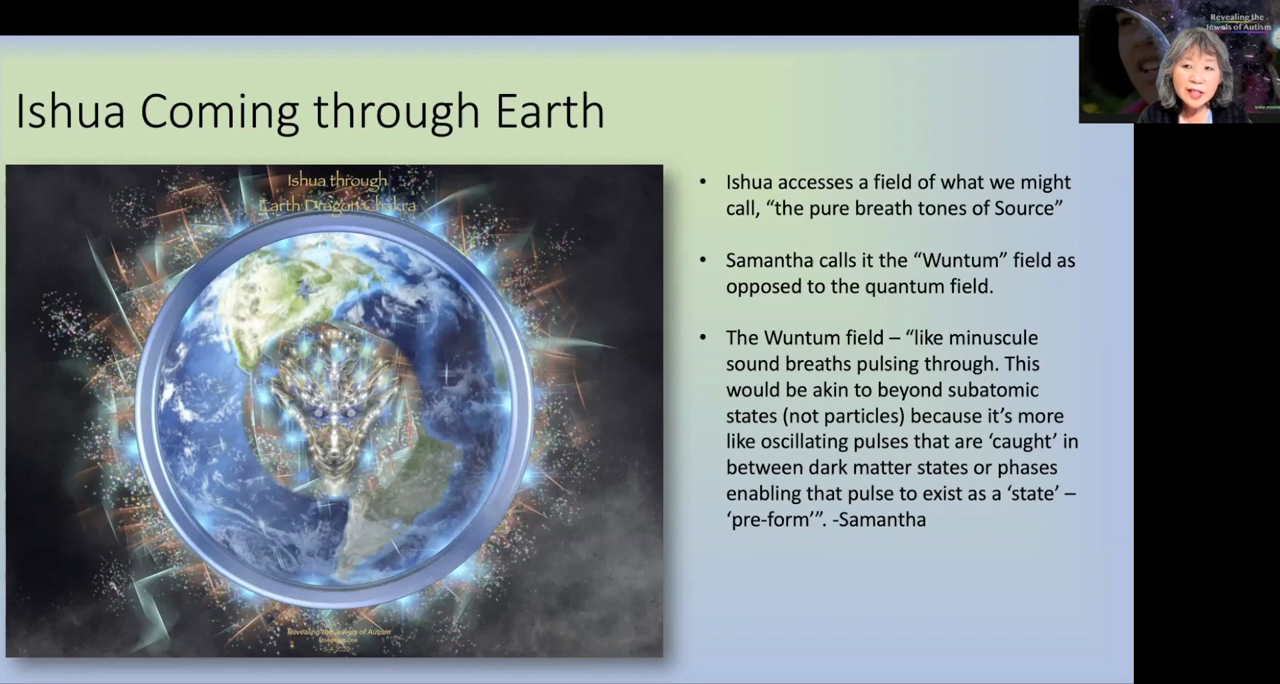 Revealing the
Jewels of Autism
Ishua Coming through Earth
Ishua through
Earth Dragon Chakra
• Ishua accesses a field of what we might
call, “the pure breath tones of Source”
• Samantha calls it the “Wuntum” field as
opposed to the quantum field.
• The Wuntum field – “like minuscule
sound breaths pulsing through. This
would be akin to beyond subatomic
states (not particles) because it’s more
like oscillating pulses that are ‘caught’ in
between dark matter states or phases
enabling that pulse to exist as a ‘state’ –
‘pre-form’”. -Samantha
Revealing the Jewels of Autism